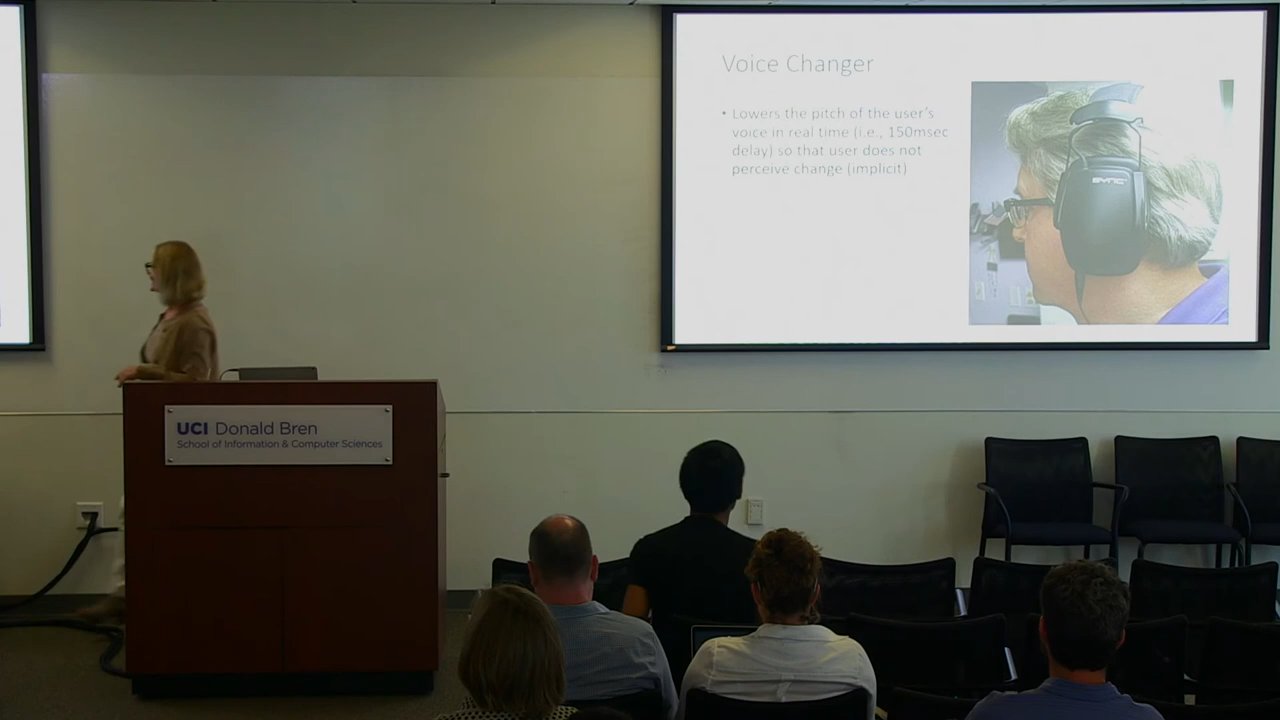 Voice Changer
• Lowers the pitch of the user's
voice in real time (i.e., 150msec
delay) so that user does not
perceive change (implicit)
SYNC
UCI Donald Bren
School of Information & Computer Sciences